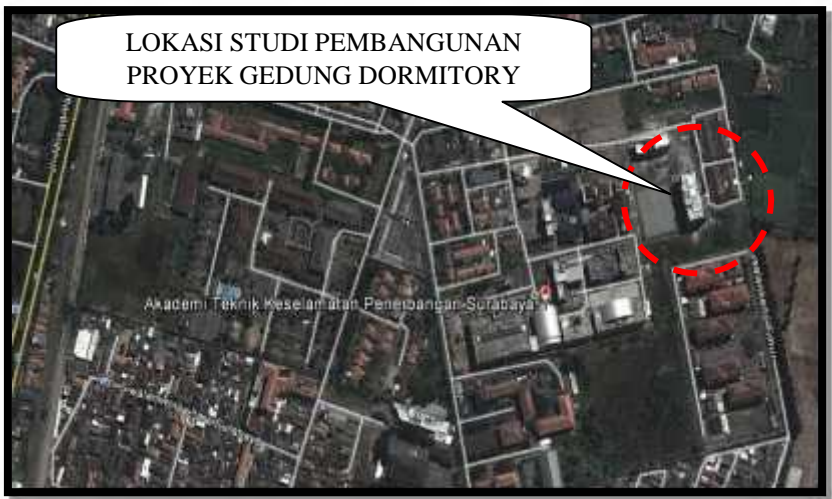 LOKASI STUDI PEMBANGUNAN
PROYEK GEDUNG DORMITORY
Akademi Teknik Keselamatan Penerbangan Surabaya